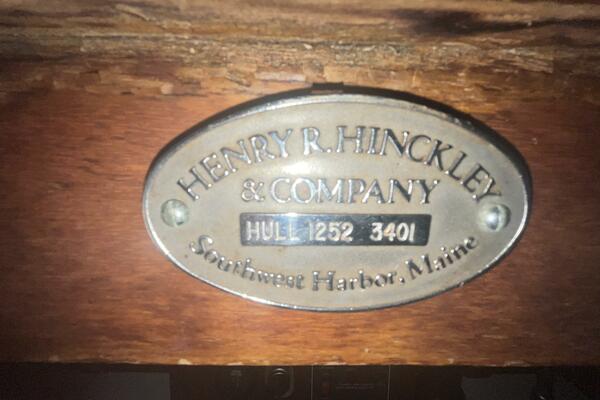 HENRY R. HINCKLEY
& COMPANY
HULL 1252 3401
Southwest Harbor, Maine